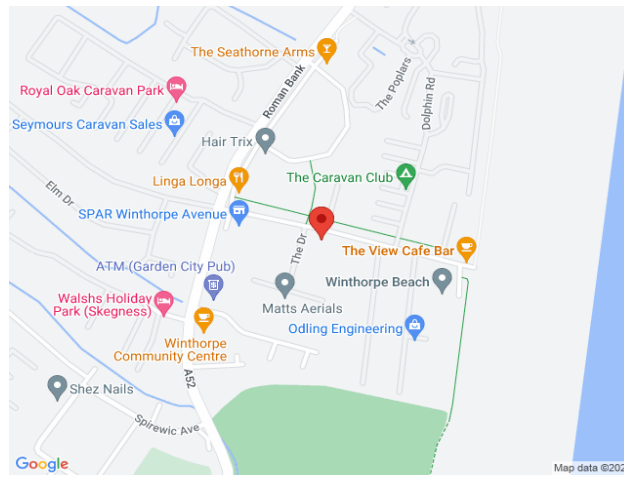 The Seathorne Arms
Roman Bank
The Poplars
Dolphin Rd
Royal Oak Caravan Park
Seymours Caravan Sales
Hair Trix
Linga Longa
The Caravan Club
Elm Dr
SPAR Winthorpe Avenue
The Dr
The View Cafe Bar
ATM (Garden City Pub)
Winthorpe Beach
Walshs Holiday
Park (Skegness)
Matts Aerials
Odling Engineering
Winthorpe
Community Centre
A52
Shez Nails
Spirewic Ave
Google
Map data ©202